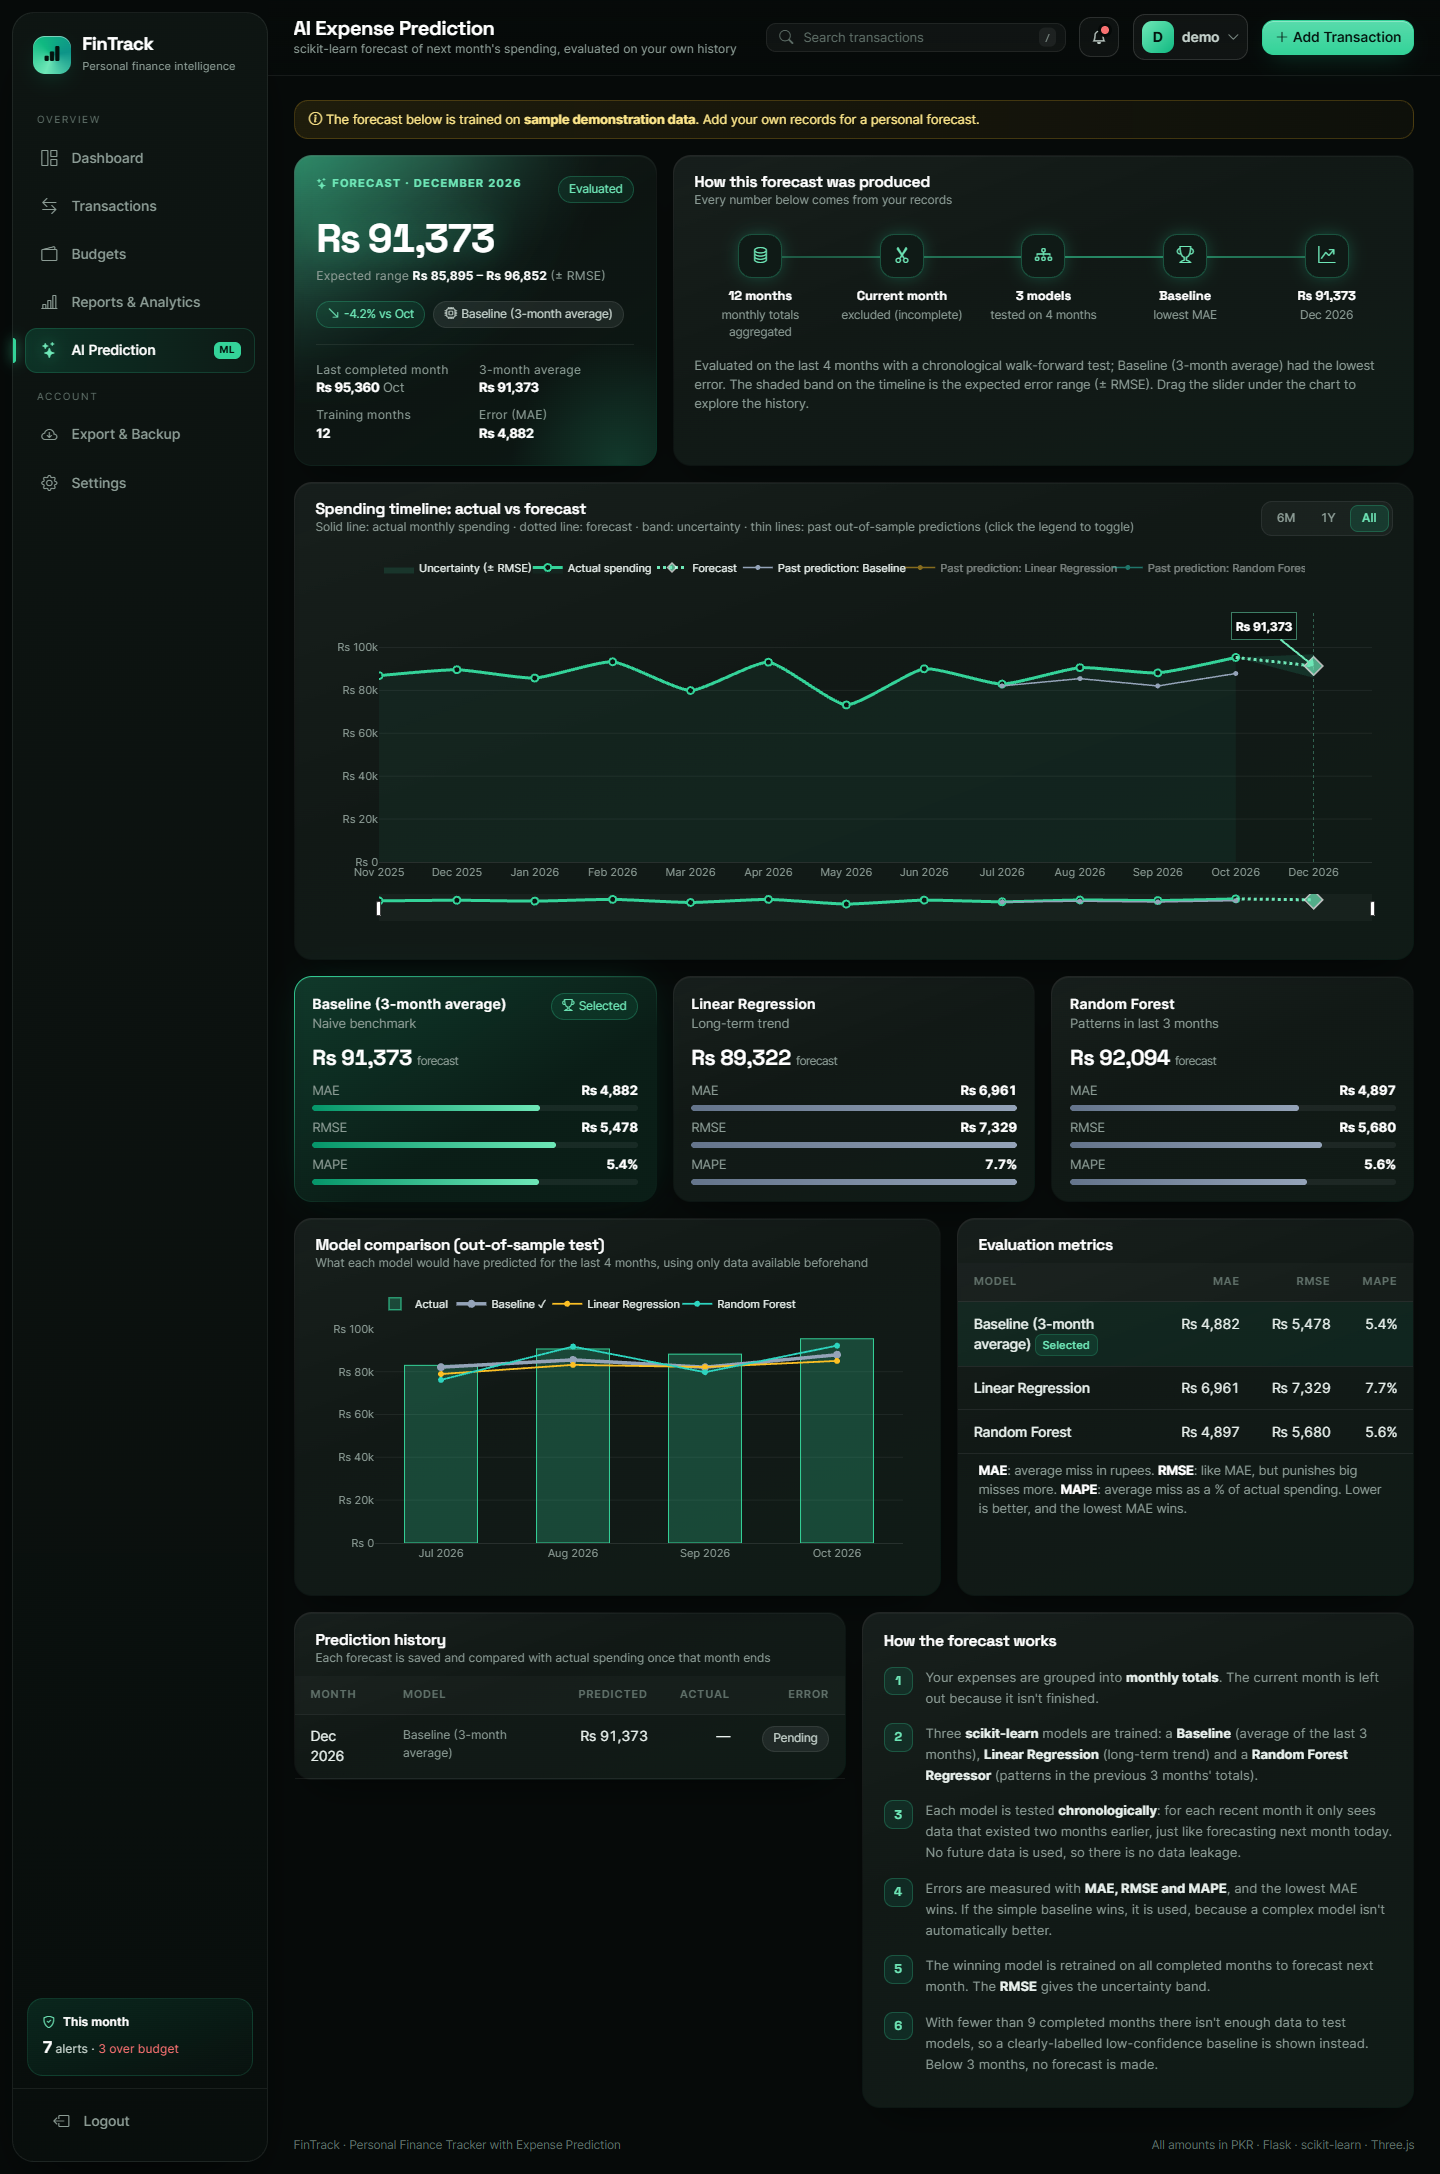 FinTrack
Personal finance intelligence
OVERVIEW
Dashboard
Transactions
Budgets
Reports & Analytics
AI Prediction ML
ACCOUNT
Export & Backup
Settings
This month
7 alerts · 3 over budget
Logout
AI Expense Prediction
scikit-learn forecast of next month's spending, evaluated on your own history
Search transactions /
D demo
+ Add Transaction
The forecast below is trained on sample demonstration data. Add your own records for a personal forecast.
FORECAST · DECEMBER 2026 Evaluated
Rs 91,373
Expected range Rs 85,895 – Rs 96,852 (± RMSE)
-4.2% vs Oct Baseline (3-month average)
Last completed month 3-month average
Rs 95,360 Oct Rs 91,373
Training months Error (MAE)
12 Rs 4,882
How this forecast was produced
Every number below comes from your records
12 months Current month 3 models Baseline Rs 91,373
monthly totals excluded (incomplete) tested on 4 months lowest MAE Dec 2026
aggregated
Evaluated on the last 4 months with a chronological walk-forward test; Baseline (3-month average) had the lowest
error. The shaded band on the timeline is the expected error range (± RMSE). Drag the slider under the chart to
explore the history.
Spending timeline: actual vs forecast
Solid line: actual monthly spending · dotted line: forecast · band: uncertainty · thin lines: past out-of-sample predictions (click the legend to toggle)
6M 1Y All
Uncertainty (± RMSE) Actual spending Forecast Past prediction: Baseline Past prediction: Linear Regression Past prediction: Random Fores
Rs 91,373
Rs 100k
Rs 80k
Rs 60k
Rs 40k
Rs 20k
Rs 0
Nov 2025 Dec 2025 Jan 2026 Feb 2026 Mar 2026 Apr 2026 May 2026 Jun 2026 Jul 2026 Aug 2026 Sep 2026 Oct 2026 Dec 2026
Baseline (3-month average) Selected
Naive benchmark
Rs 91,373 forecast
MAE Rs 4,882
RMSE Rs 5,478
MAPE 5.4%
Linear Regression
Long-term trend
Rs 89,322 forecast
MAE Rs 6,961
RMSE Rs 7,329
MAPE 7.7%
Random Forest
Patterns in last 3 months
Rs 92,094 forecast
MAE Rs 4,897
RMSE Rs 5,680
MAPE 5.6%
Model comparison (out-of-sample test)
What each model would have predicted for the last 4 months, using only data available beforehand
Actual Baseline ✓ Linear Regression Random Forest
Rs 100k
Rs 80k
Rs 60k
Rs 40k
Rs 20k
Rs 0
Jul 2026 Aug 2026 Sep 2026 Oct 2026
Evaluation metrics
MODEL MAE RMSE MAPE
Baseline (3-month Rs 4,882 Rs 5,478 5.4%
average) Selected
Linear Regression Rs 6,961 Rs 7,329 7.7%
Random Forest Rs 4,897 Rs 5,680 5.6%
MAE: average miss in rupees. RMSE: like MAE, but punishes big
misses more. MAPE: average miss as a % of actual spending. Lower
is better, and the lowest MAE wins.
Prediction history
Each forecast is saved and compared with actual spending once that month ends
MONTH MODEL PREDICTED ACTUAL ERROR
Dec Baseline (3-month Rs 91,373 — Pending
2026 average)
How the forecast works
1 Your expenses are grouped into monthly totals. The current month is left
out because it isn't finished.
2 Three scikit-learn models are trained: a Baseline (average of the last 3
months), Linear Regression (long-term trend) and a Random Forest
Regressor (patterns in the previous 3 months' totals).
3 Each model is tested chronologically: for each recent month it only sees
data that existed two months earlier, just like forecasting next month today.
No future data is used, so there is no data leakage.
4 Errors are measured with MAE, RMSE and MAPE, and the lowest MAE
wins. If the simple baseline wins, it is used, because a complex model isn't
automatically better.
5 The winning model is retrained on all completed months to forecast next
month. The RMSE gives the uncertainty band.
6 With fewer than 9 completed months there isn't enough data to test
models, so a clearly-labelled low-confidence baseline is shown instead.
Below 3 months, no forecast is made.
FinTrack · Personal Finance Tracker with Expense Prediction
All amounts in PKR · Flask · scikit-learn · Three.js